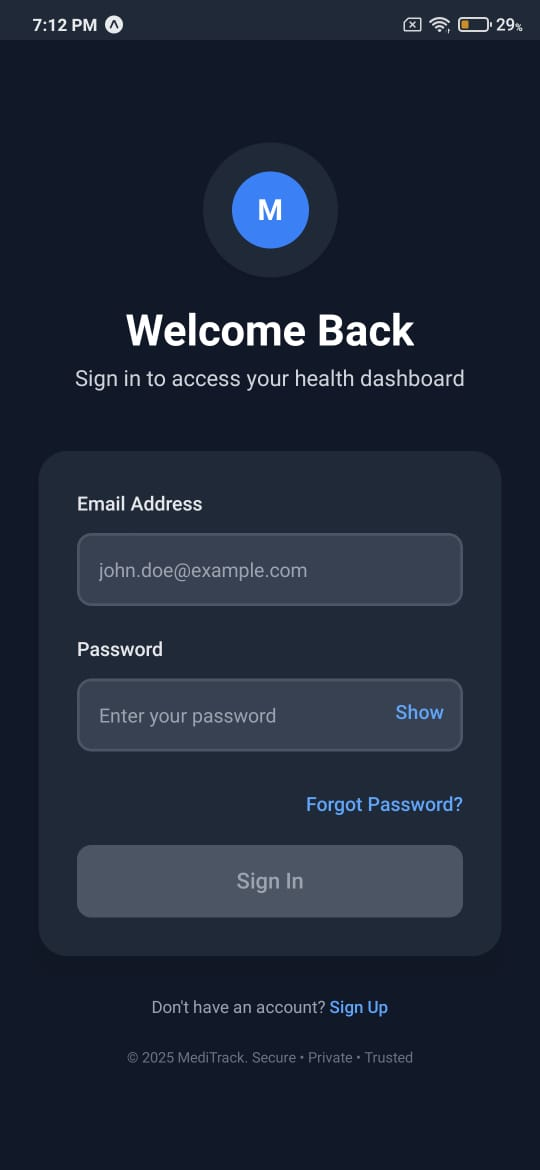 7:12 PM 29%
M
Welcome Back
Sign in to access your health dashboard
Email Address
john.doe@example.com
Password
Enter your password Show
Forgot Password?
Sign In
Don't have an account? Sign Up
© 2025 MediTrack. Secure • Private • Trusted